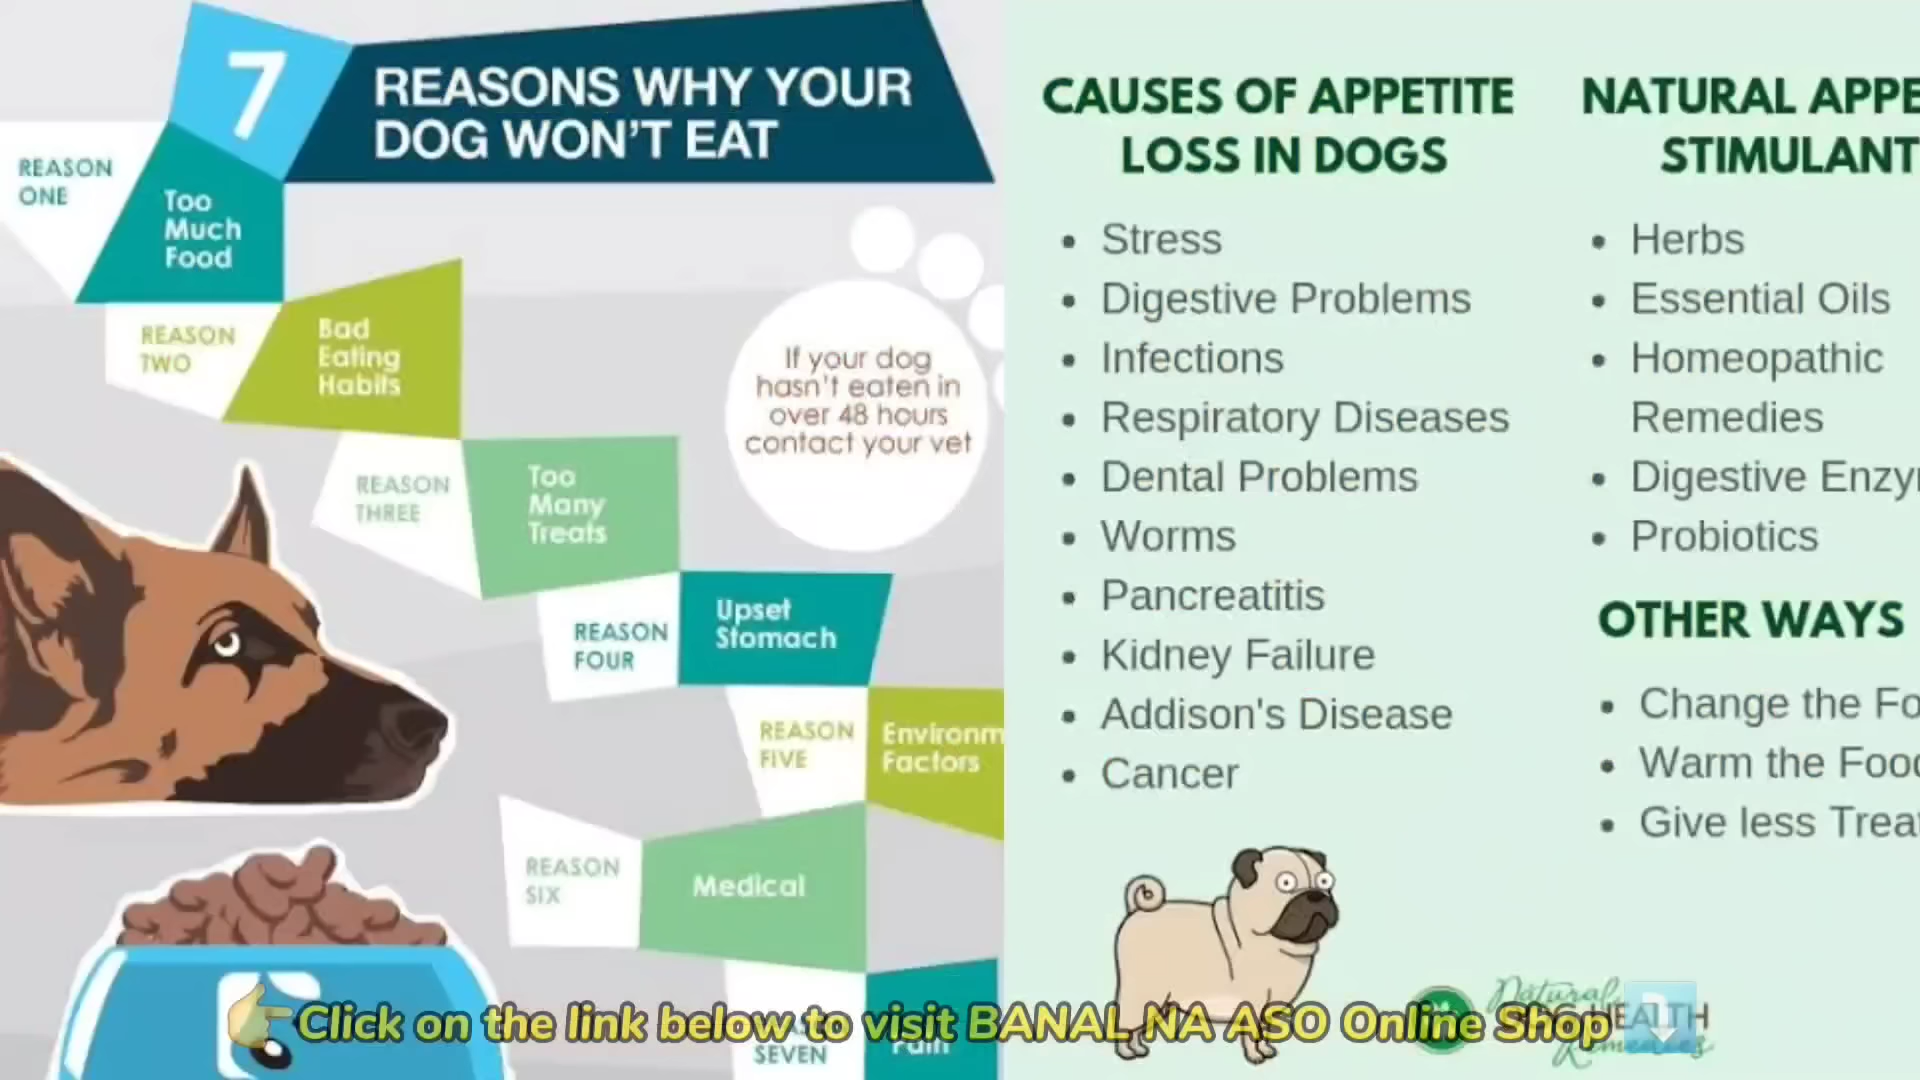 7
REASONS WHY YOUR
DOG WON'T EAT
REASON
ONE
Too
Much
Food
REASON
TWO
Bad
Eating
Habits
REASON
THREE
Too
Many
Treats
REASON
FOUR
Upset
Stomach
REASON
FIVE
Environm
Factors
REASON
SIX
Medical
SEVEN
Pain
If your dog
hasn't eaten in
over 48 hours
contact your vet
CAUSES OF APPETITE
LOSS IN DOGS
• Stress
• Digestive Problems
• Infections
• Respiratory Diseases
• Dental Problems
• Worms
• Pancreatitis
• Kidney Failure
• Addison's Disease
• Cancer
NATURAL APPE
STIMULANT
• Herbs
• Essential Oils
• Homeopathic
Remedies
• Digestive Enzy
• Probiotics
OTHER WAYS
• Change the Fo
• Warm the Food
• Give less Trea
Natural
HEALTH
Remedies
Click on the link below to visit BANAL NA ASO Online Shop